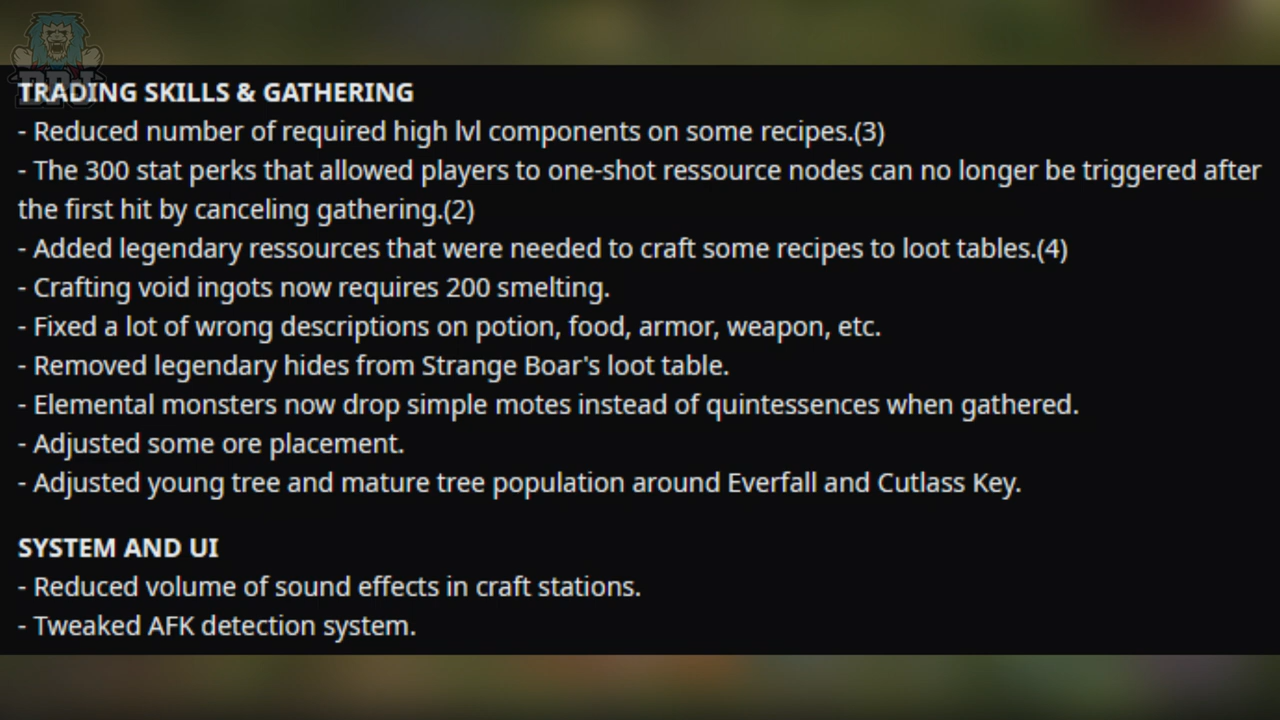 BDJ
TRADING SKILLS & GATHERING
- Reduced number of required high lvl components on some recipes.(3)
- The 300 stat perks that allowed players to one-shot ressource nodes can no longer be triggered after
the first hit by canceling gathering.(2)
- Added legendary ressources that were needed to craft some recipes to loot tables.(4)
- Crafting void ingots now requires 200 smelting.
- Fixed a lot of wrong descriptions on potion, food, armor, weapon, etc.
- Removed legendary hides from Strange Boar's loot table.
- Elemental monsters now drop simple motes instead of quintessences when gathered.
- Adjusted some ore placement.
- Adjusted young tree and mature tree population around Everfall and Cutlass Key.
SYSTEM AND UI
- Reduced volume of sound effects in craft stations.
- Tweaked AFK detection system.